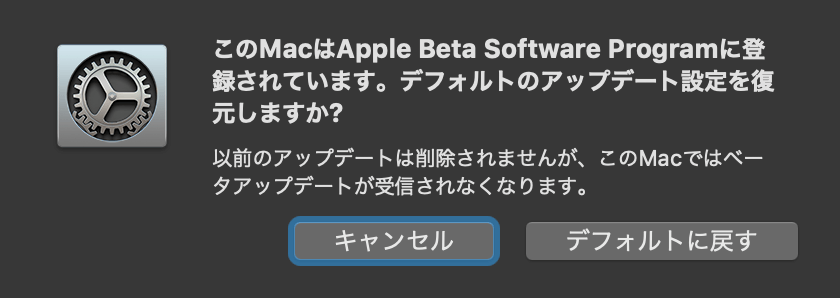 このMacはApple Beta Software Programに登
録されています。デフォルトのアップデート設定を復
元しますか?
以前のアップデートは削除されませんが、このMacではベー
タアップデートが受信されなくなります。
キャンセル
デフォルトに戻す